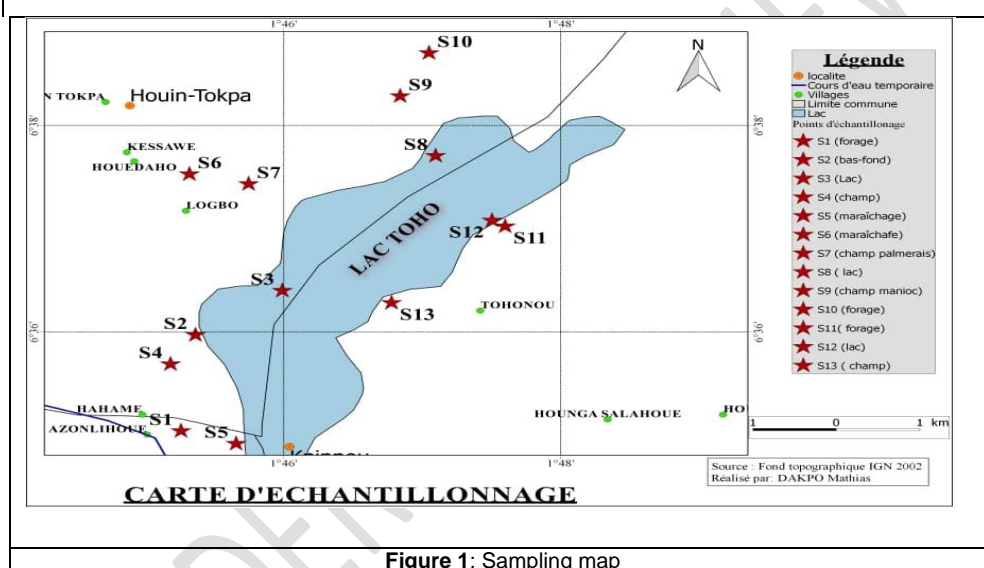 1°46'
1°48'
S10
N
S9
N TOKPA
Houin-Tokpa
6°38'
6°38'
KESSAWE
HOUEDAHO
S6
S7
S8
LOGBO
LAC TOHO
S12
S11
S3
S13
TOHONOU
S2
6°36'
6°36'
S4
HAHAME
S1
AZONLIHOUE
S5
HOUNGA SALAHOUE
HO
1°46'
1°48'
Légende
localite
Cours d'eau temporaire
Villages
Limite commune
Lac
Points d'échantillonage
S1 (forage)
S2 (bas-fond)
S3 (Lac)
S4 (champ)
S5 (maraîchage)
S6 (maraîchafe)
S7 (champ palmerais)
S8 ( lac)
S9 (champ manioc)
S10 (forage)
S11( forage)
S12 (lac)
S13 ( champ)
1 0 1 km
Source : Fond topographique IGN 2002
Réalisé par: DAKPO Mathias
CARTE D'ECHANTILLONNAGE
Figure 1: Sampling map